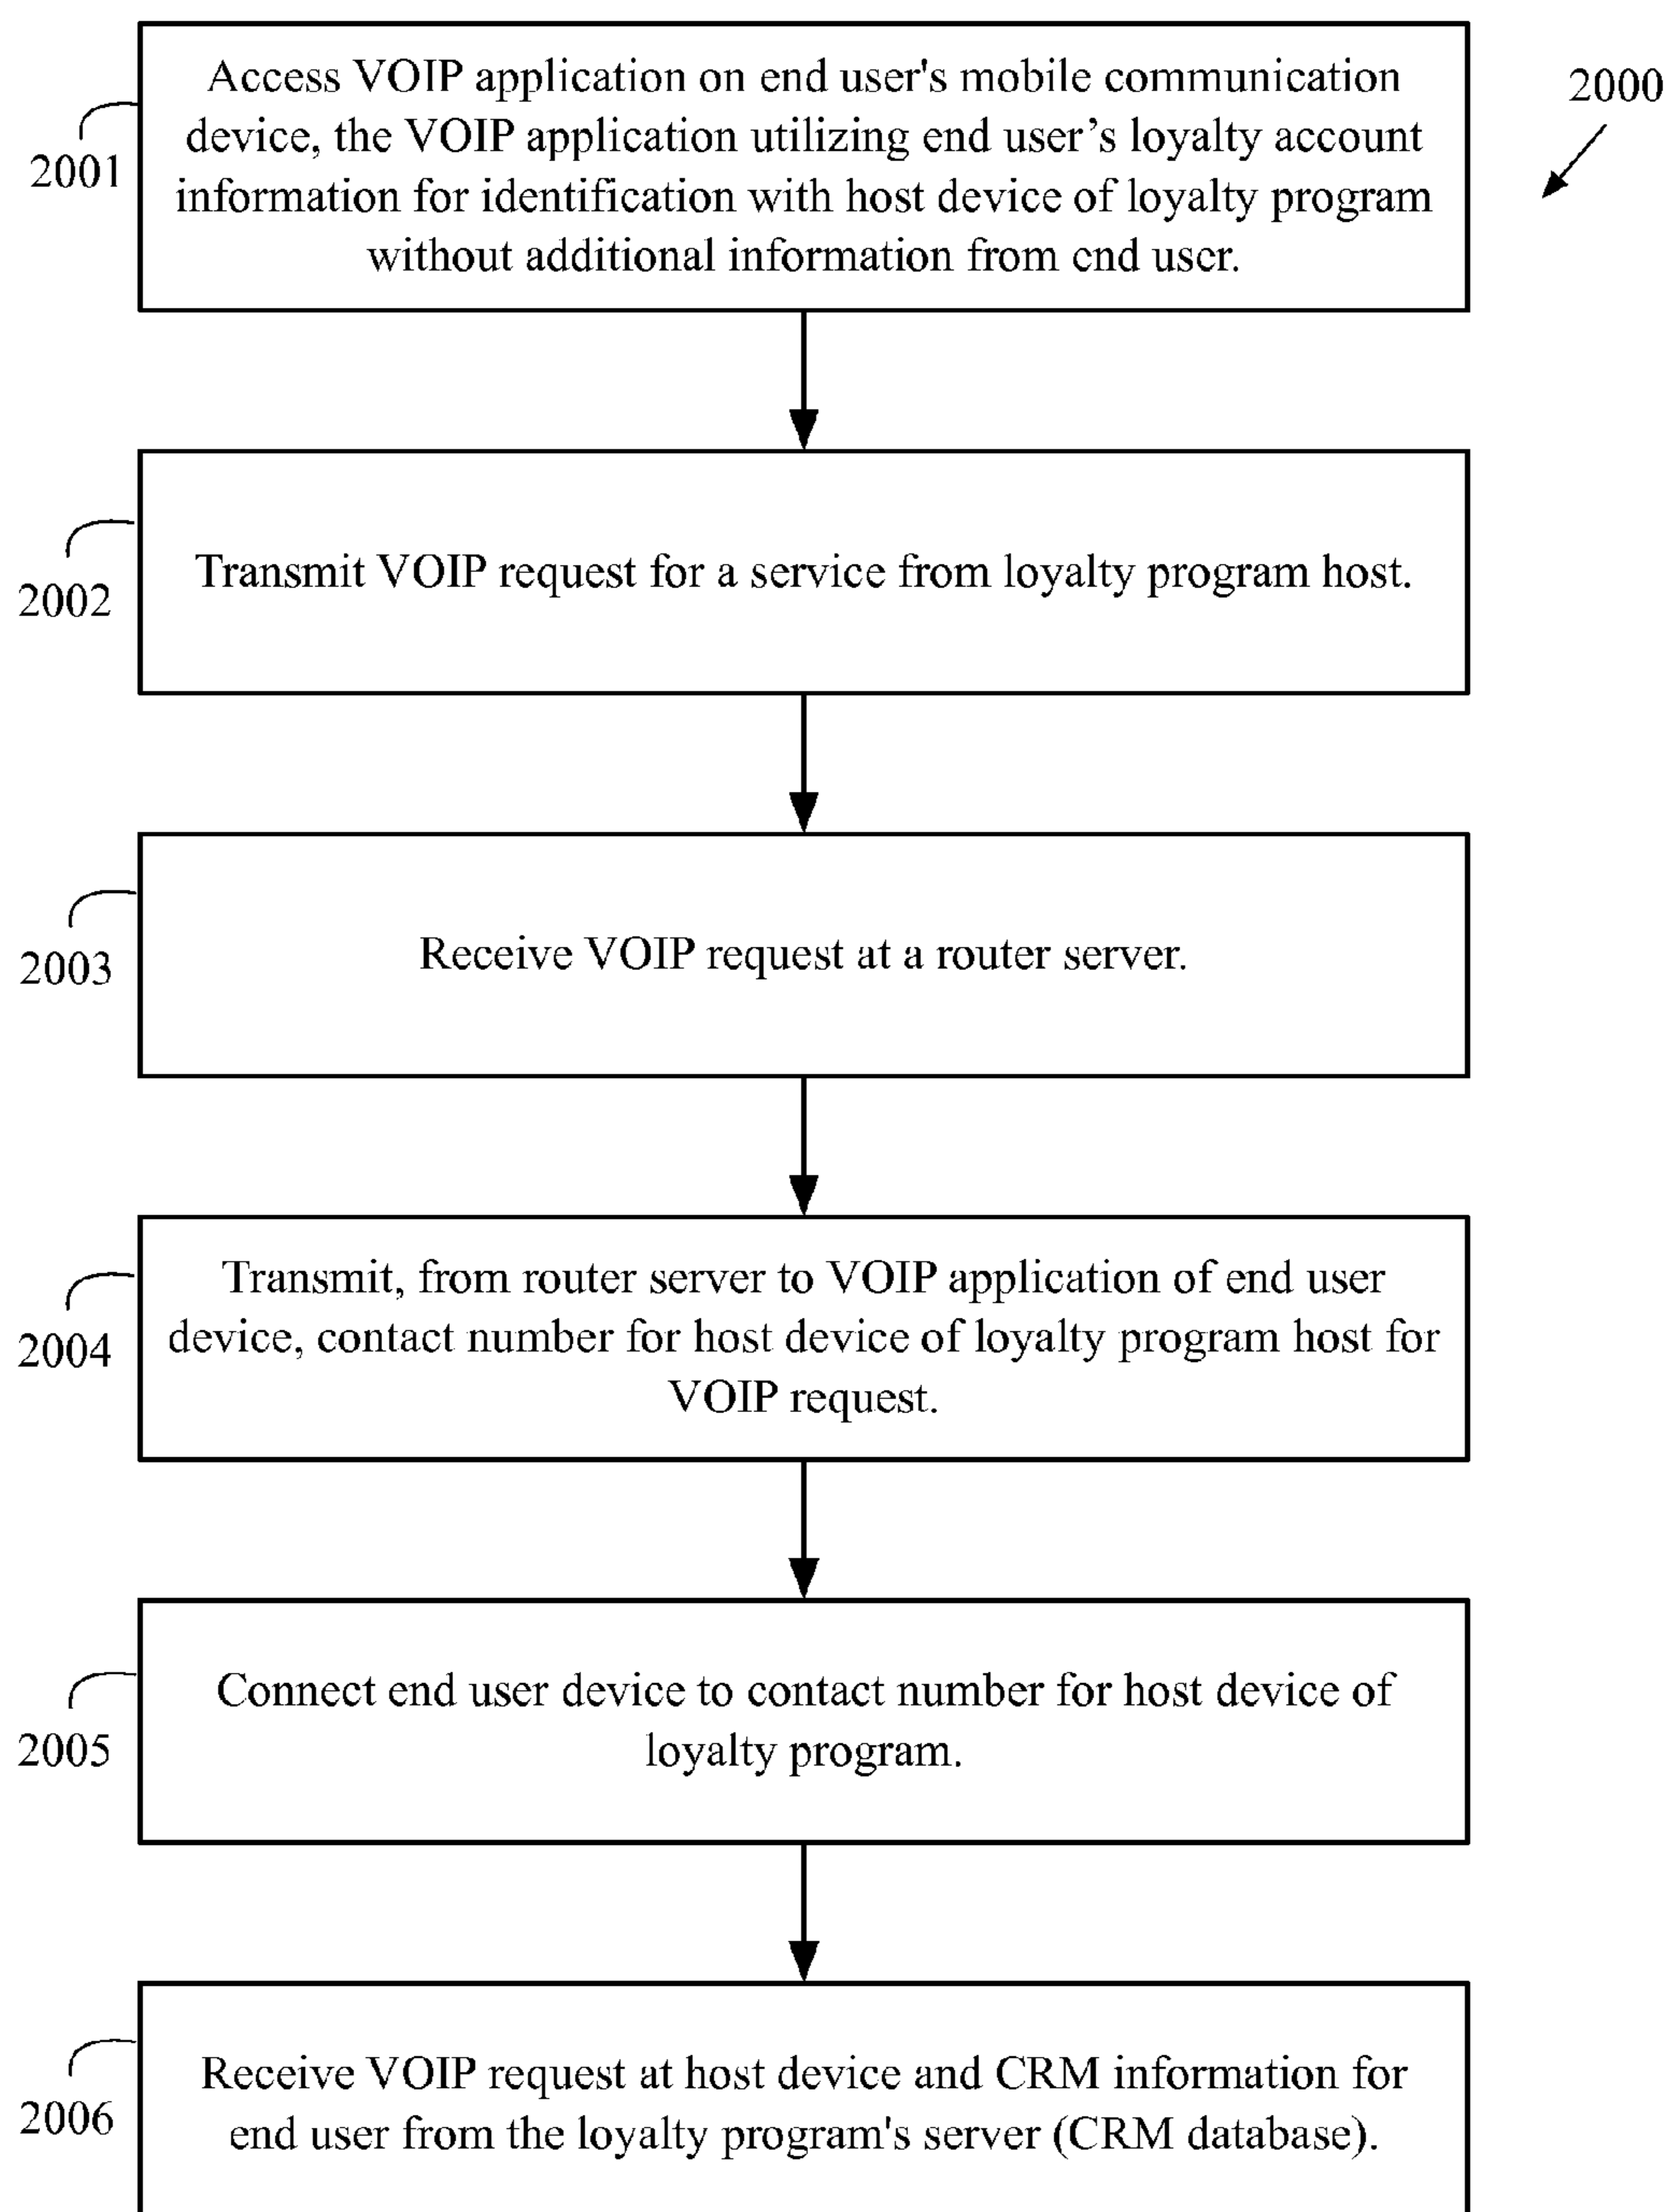 Access VOIP application on end user's mobile communication
device, the VOIP application utilizing end user’s loyalty account
information for identification with host device of loyalty program
without additional information from end user.
2000
2001
Transmit VOIP request for a service from loyalty program host.
2002
Receive VOIP request at a router server.
2003
Transmit, from router server to VOIP application of end user
device, contact number for host device of loyalty program host for
VOIP request.
2004
Connect end user device to contact number for host device of
loyalty program.
2005
Receive VOIP request at host device and CRM information for
end user from the loyalty program's server (CRM database).
2006